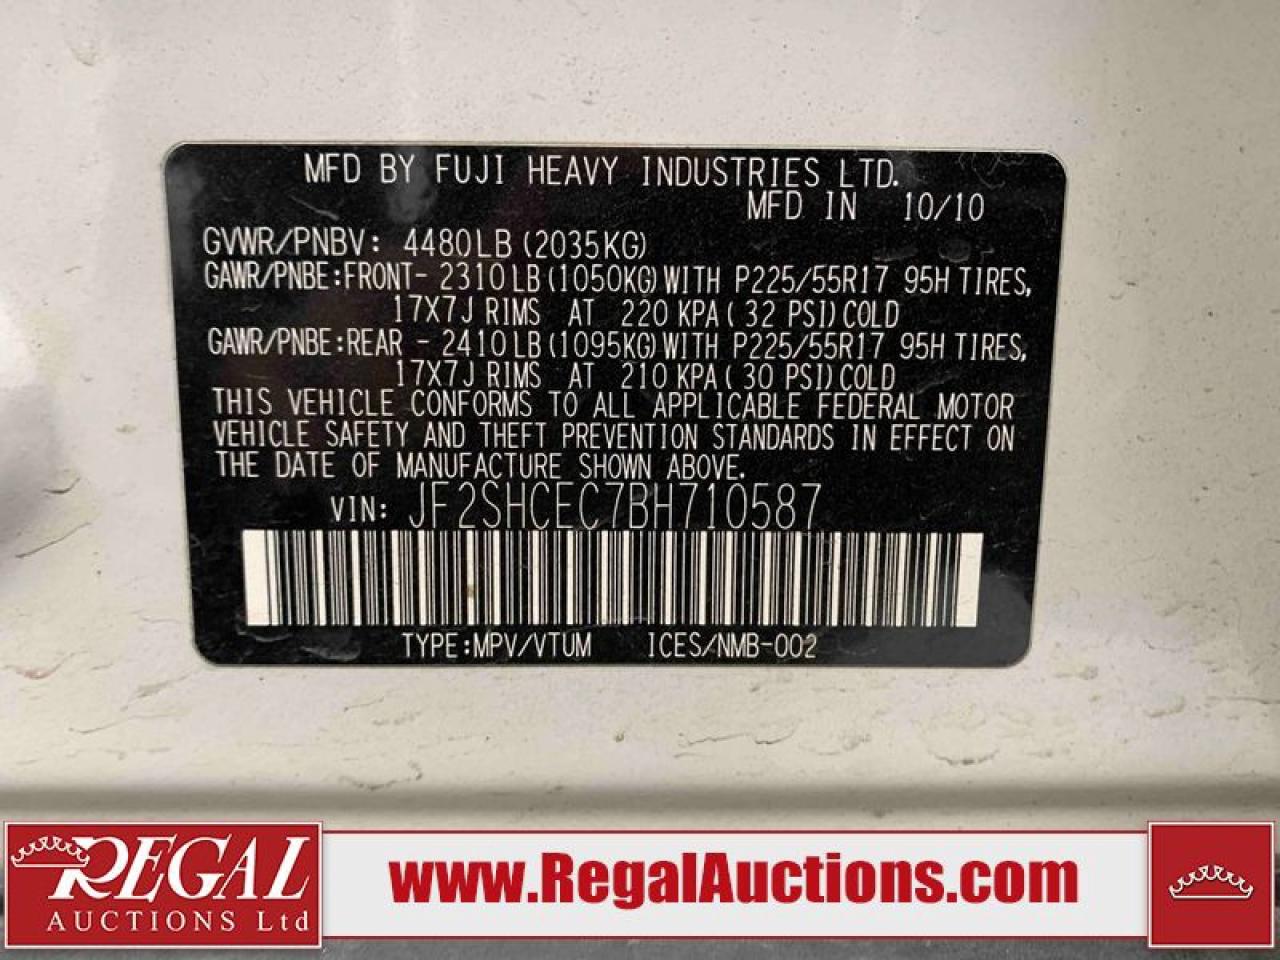 MFD BY FUJI HEAVY INDUSTRIES LTD.
MFD IN 10/10
GVWR/PNBV: 4480LB (2035KG)
GAWR/PNBE:FRONT- 2310LB (1050KG) WITH P225/55R17 95H TIRES,
17X7J RIMS AT 220 KPA ( 32 PSI) COLD
GAWR/PNBE:REAR - 2410LB (1095KG) WITH P225/55R17 95H TIRES,
17X7J RIMS AT 210 KPA ( 30 PSI) COLD
THIS VEHICLE CONFORMS TO ALL APPLICABLE FEDERAL MOTOR
VEHICLE SAFETY AND THEFT PREVENTION STANDARDS IN EFFECT ON
THE DATE OF MANUFACTURE SHOWN ABOVE.
VIN: JF2SHCEC7BH710587
TYPE:MPV/VTUM ICES/NMB-002
REGAL
AUCTIONS Ltd
www.RegalAuctions.com